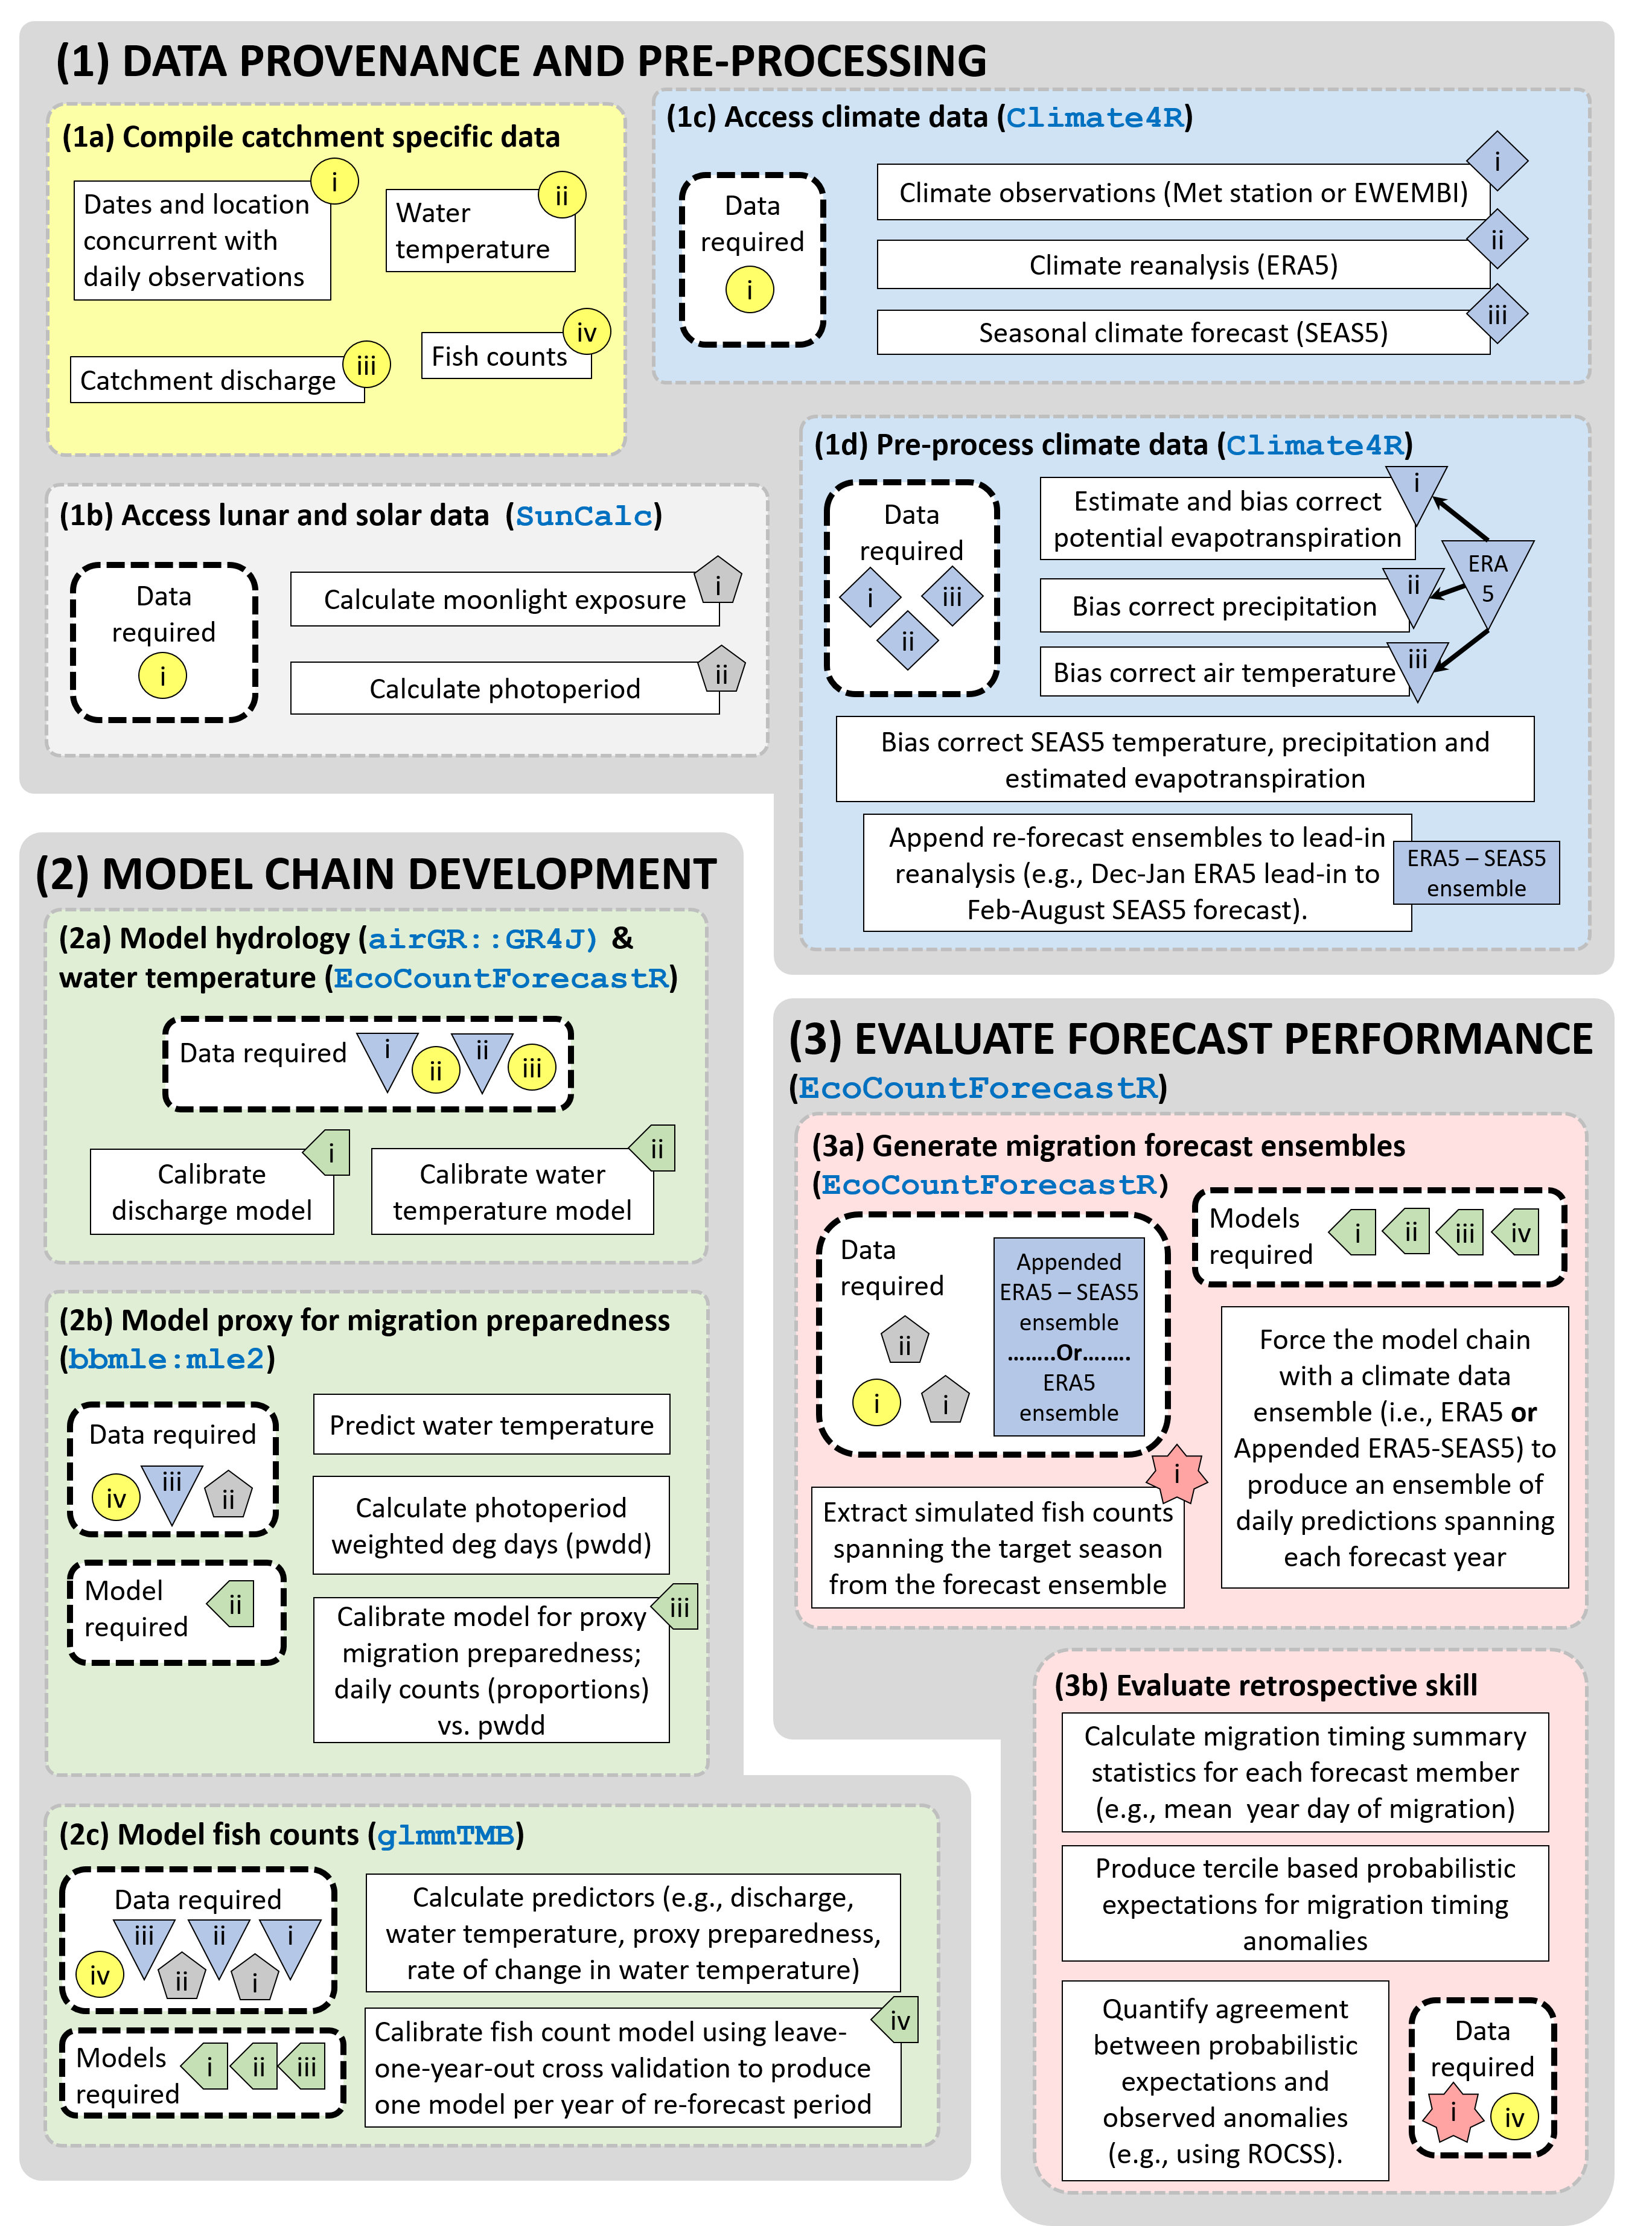 (1) DATA PROVENANCE AND PRE-PROCESSING
(1a) Compile catchment specific data
i
Dates and location
concurrent with
daily observations
ii
Water
temperature
iii
Catchment discharge
iv
Fish counts
(1b) Access lunar and solar data (SunCalc)
Data
required
i
Calculate moonlight exposure
i
Calculate photoperiod
ii
(1c) Access climate data (Climate4R)
Data
required
i
Climate observations (Met station or EWEMBI)
i
Climate reanalysis (ERA5)
ii
Seasonal climate forecast (SEAS5)
iii
(1d) Pre-process climate data (Climate4R)
Data
required
i
iii
ii
Estimate and bias correct
potential evapotranspiration
i
Bias correct precipitation
ii
Bias correct air temperature
iii
ERA
5
Bias correct SEAS5 temperature, precipitation and
estimated evapotranspiration
Append re-forecast ensembles to lead-in
reanalysis (e.g., Dec-Jan ERA5 lead-in to
Feb-August SEAS5 forecast).
ERA5 – SEAS5
ensemble
(2) MODEL CHAIN DEVELOPMENT
(2a) Model hydrology (airGR::GR4J) &
water temperature (EcoCountForecastR)
Data required
i
ii
ii
iii
Calibrate
discharge model
i
Calibrate water
temperature model
ii
(2b) Model proxy for migration preparedness
(bbmle:mle2)
Data required
iv
iii
ii
Model
required
ii
Predict water temperature
Calculate photoperiod
weighted deg days (pwdd)
iii
Calibrate model for proxy
migration preparedness;
daily counts (proportions)
vs. pwdd
(2c) Model fish counts (glmmTMB)
Data required
iii
ii
i
iv
ii
i
Models
required
i
ii
iii
Calculate predictors (e.g., discharge,
water temperature, proxy preparedness,
rate of change in water temperature)
iv
Calibrate fish count model using leave-
one-year-out cross validation to produce
one model per year of re-forecast period
(3) EVALUATE FORECAST PERFORMANCE
(EcoCountForecastR)
(3a) Generate migration forecast ensembles
(EcoCountForecastR)
Data
required
ii
i
i
Appended
ERA5 – SEAS5
ensemble
........Or........
ERA5
ensemble
Models
required
i
ii
iii
iv
Force the model chain
with a climate data
ensemble (i.e., ERA5 or
Appended ERA5-SEAS5) to
produce an ensemble of
daily predictions spanning
each forecast year
i
Extract simulated fish counts
spanning the target season
from the forecast ensemble
(3b) Evaluate retrospective skill
Calculate migration timing summary
statistics for each forecast member
(e.g., mean year day of migration)
Produce tercile based probabilistic
expectations for migration timing
anomalies
Quantify agreement
between probabilistic
expectations and
observed anomalies
(e.g., using ROCSS).
Data
required
i
iv